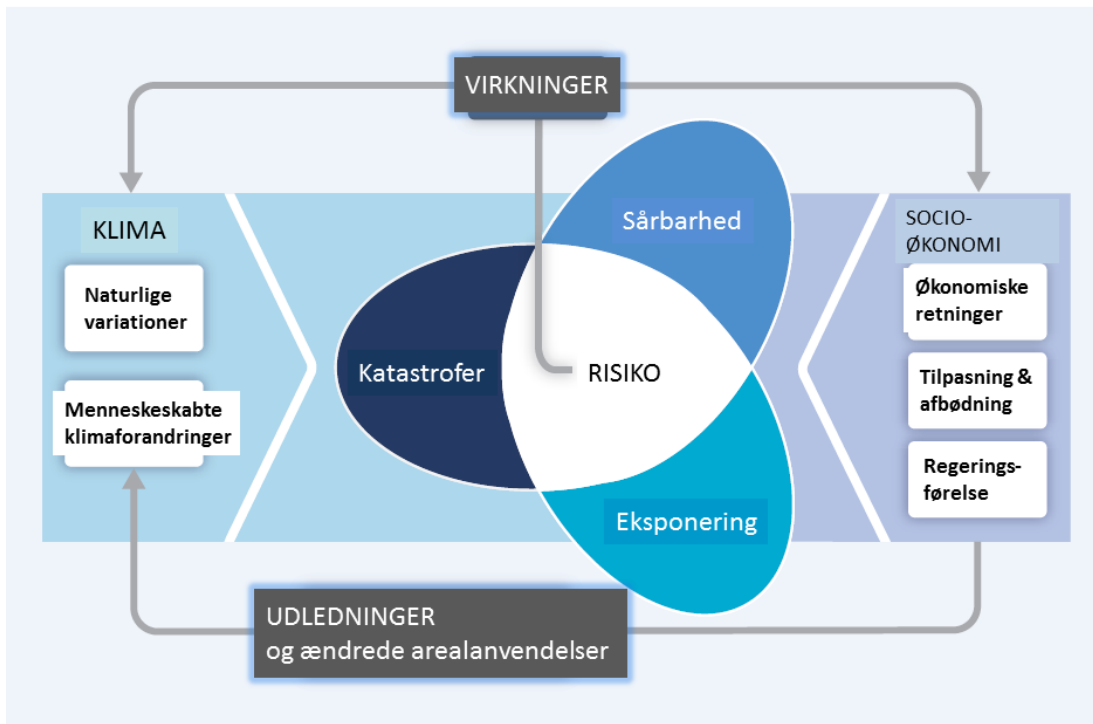 VIRKNINGER
KLIMA
Naturlige
variationer
Menneskeskabte
klimaforandringer
Sårbarhed
Katastrofer
RISIKO
Eksponering
SOCIO-
ØKONOMI
Økonomiske
retninger
Tilpasning &
afbødning
Regerings-
førelse
UDLEDNINGER
og ændrede arealanvendelser